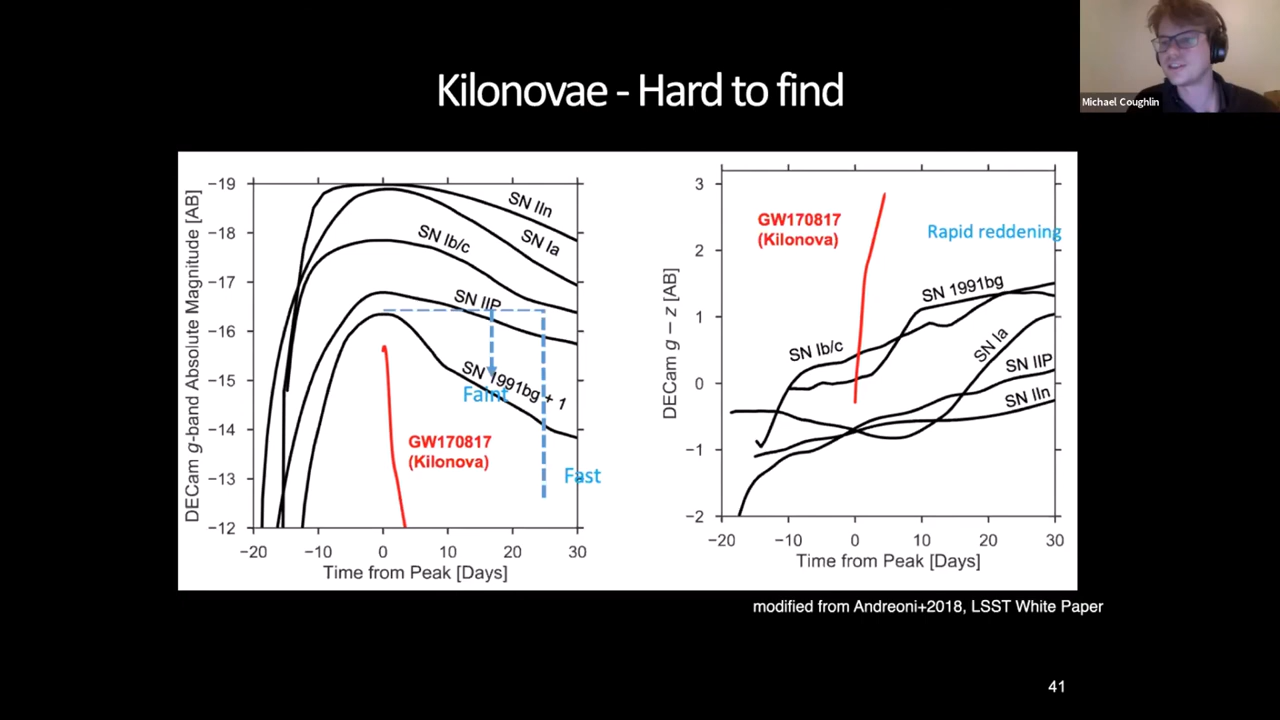 Kilonovae - Hard to find
Michael Coughlin
DECam g-band Absolute Magnitude [AB]
−19
−18
−17
−16
−15
−14
−13
−12
SN IIn
SN Ia
SN Ib/c
SN IIP
SN 1991bg + 1
Faint
GW170817
(Kilonova)
Fast
−20
−10
0
10
20
30
Time from Peak [Days]
DECam g − z [AB]
3
2
1
0
−1
−2
GW170817
(Kilonova)
Rapid reddening
SN 1991bg
SN Ib/c
SN Ia
SN IIP
SN IIn
−20
−10
0
10
20
30
Time from Peak [Days]
modified from Andreoni+2018, LSST White Paper
41